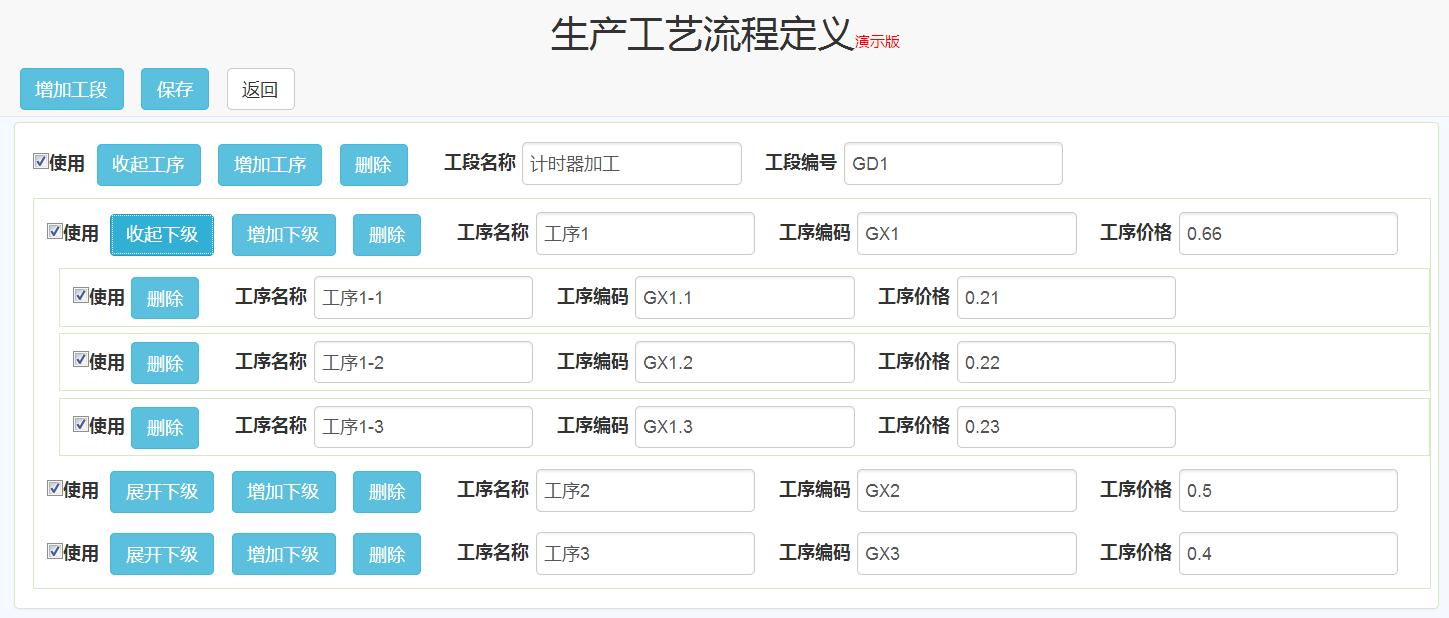 生产工艺流程定义演示版
增加工段 保存 返回
使用 收起工序 增加工序 删除 工段名称 计时器加工 工段编号 GD1
使用 收起下级 增加下级 删除 工序名称 工序1 工序编码 GX1 工序价格 0.66
使用 删除 工序名称 工序1-1 工序编码 GX1.1 工序价格 0.21
使用 删除 工序名称 工序1-2 工序编码 GX1.2 工序价格 0.22
使用 删除 工序名称 工序1-3 工序编码 GX1.3 工序价格 0.23
使用 展开下级 增加下级 删除 工序名称 工序2 工序编码 GX2 工序价格 0.5
使用 展开下级 增加下级 删除 工序名称 工序3 工序编码 GX3 工序价格 0.4